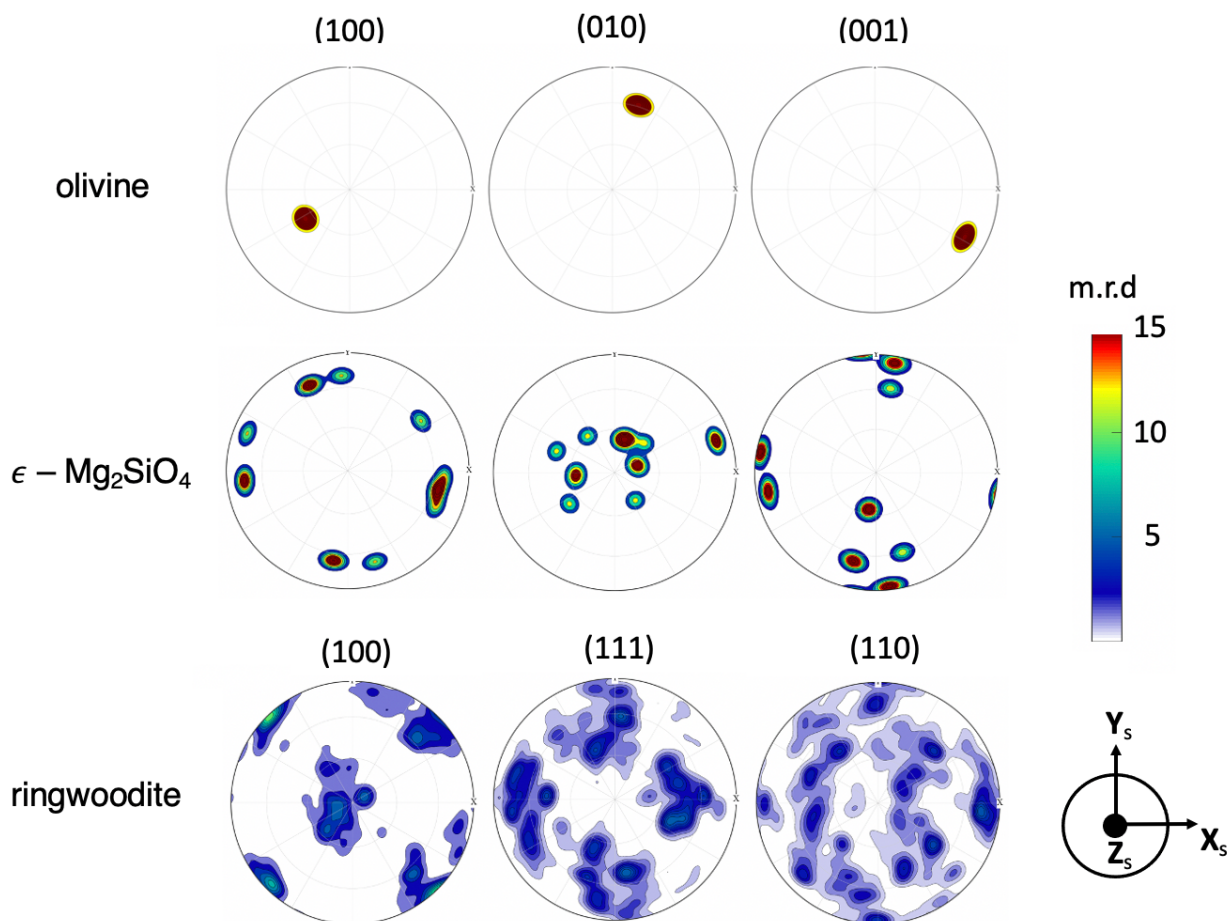 (100) (010) (001)
olivine
m.r.d
15
10
5
ϵ – Mg₂SiO₄
(100) (111) (110)
ringwoodite
Yₛ
Xₛ
Zₛ